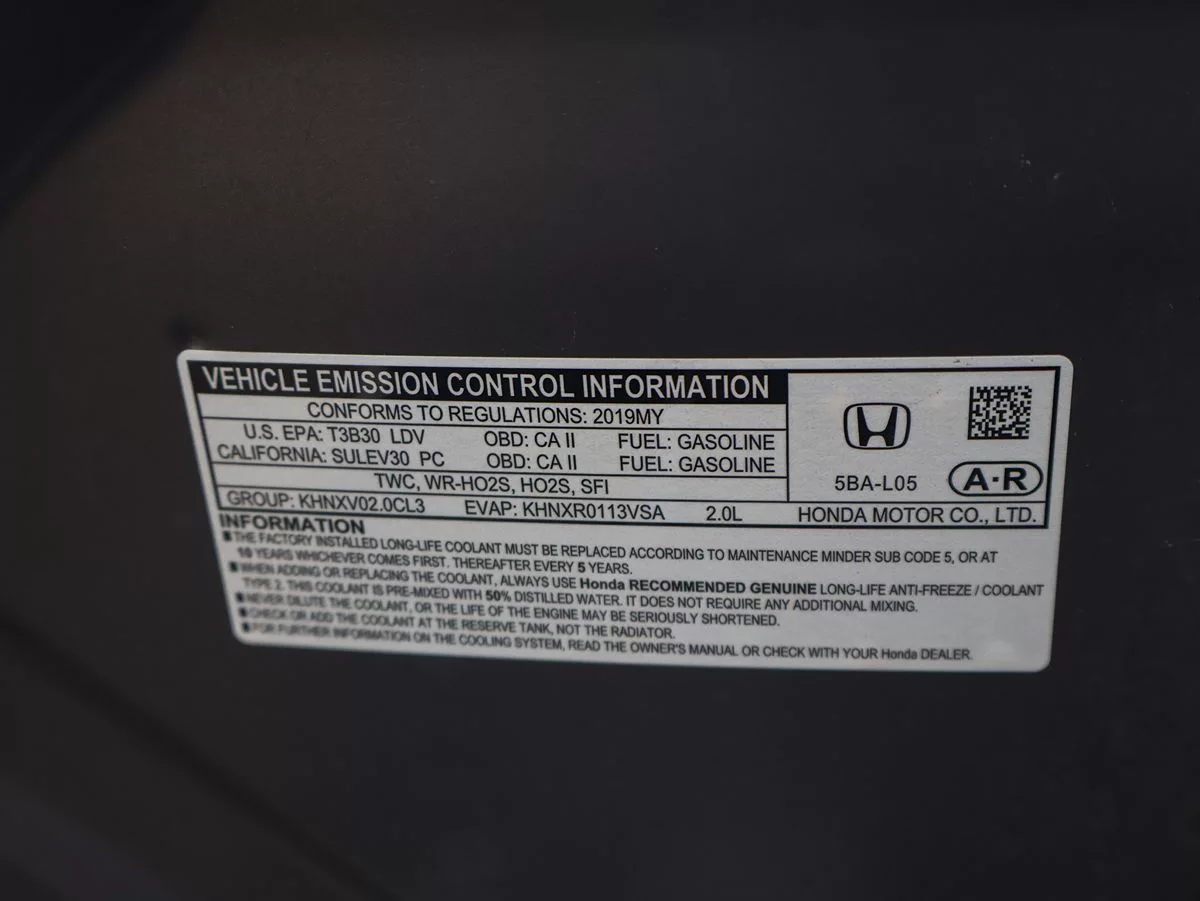 VEHICLE EMISSION CONTROL INFORMATION
CONFORMS TO REGULATIONS: 2019MY
U.S. EPA: T3B30 LDV OBD: CA II FUEL: GASOLINE
CALIFORNIA: SULEV30 PC OBD: CA II FUEL: GASOLINE
TWC, WR-HO2S, HO2S, SFI
GROUP: KHNXV02.0CL3 EVAP: KHNXR0113VSA 2.0L
5BA-L05 A·R
HONDA MOTOR CO., LTD.
INFORMATION
■THE FACTORY INSTALLED LONG-LIFE COOLANT MUST BE REPLACED ACCORDING TO MAINTENANCE MINDER SUB CODE 5, OR AT
10 YEARS WHICHEVER COMES FIRST. THEREAFTER EVERY 5 YEARS.
■WHEN ADDING OR REPLACING THE COOLANT, ALWAYS USE Honda RECOMMENDED GENUINE LONG-LIFE ANTI-FREEZE / COOLANT
TYPE 2. THIS COOLANT IS PRE-MIXED WITH 50% DISTILLED WATER. IT DOES NOT REQUIRE ANY ADDITIONAL MIXING.
■NEVER DILUTE THE COOLANT, OR THE LIFE OF THE ENGINE MAY BE SERIOUSLY SHORTENED.
■CHECK OR ADD THE COOLANT AT THE RESERVE TANK, NOT THE RADIATOR.
■FOR FURTHER INFORMATION ON THE COOLING SYSTEM, READ THE OWNER'S MANUAL OR CHECK WITH YOUR Honda DEALER.